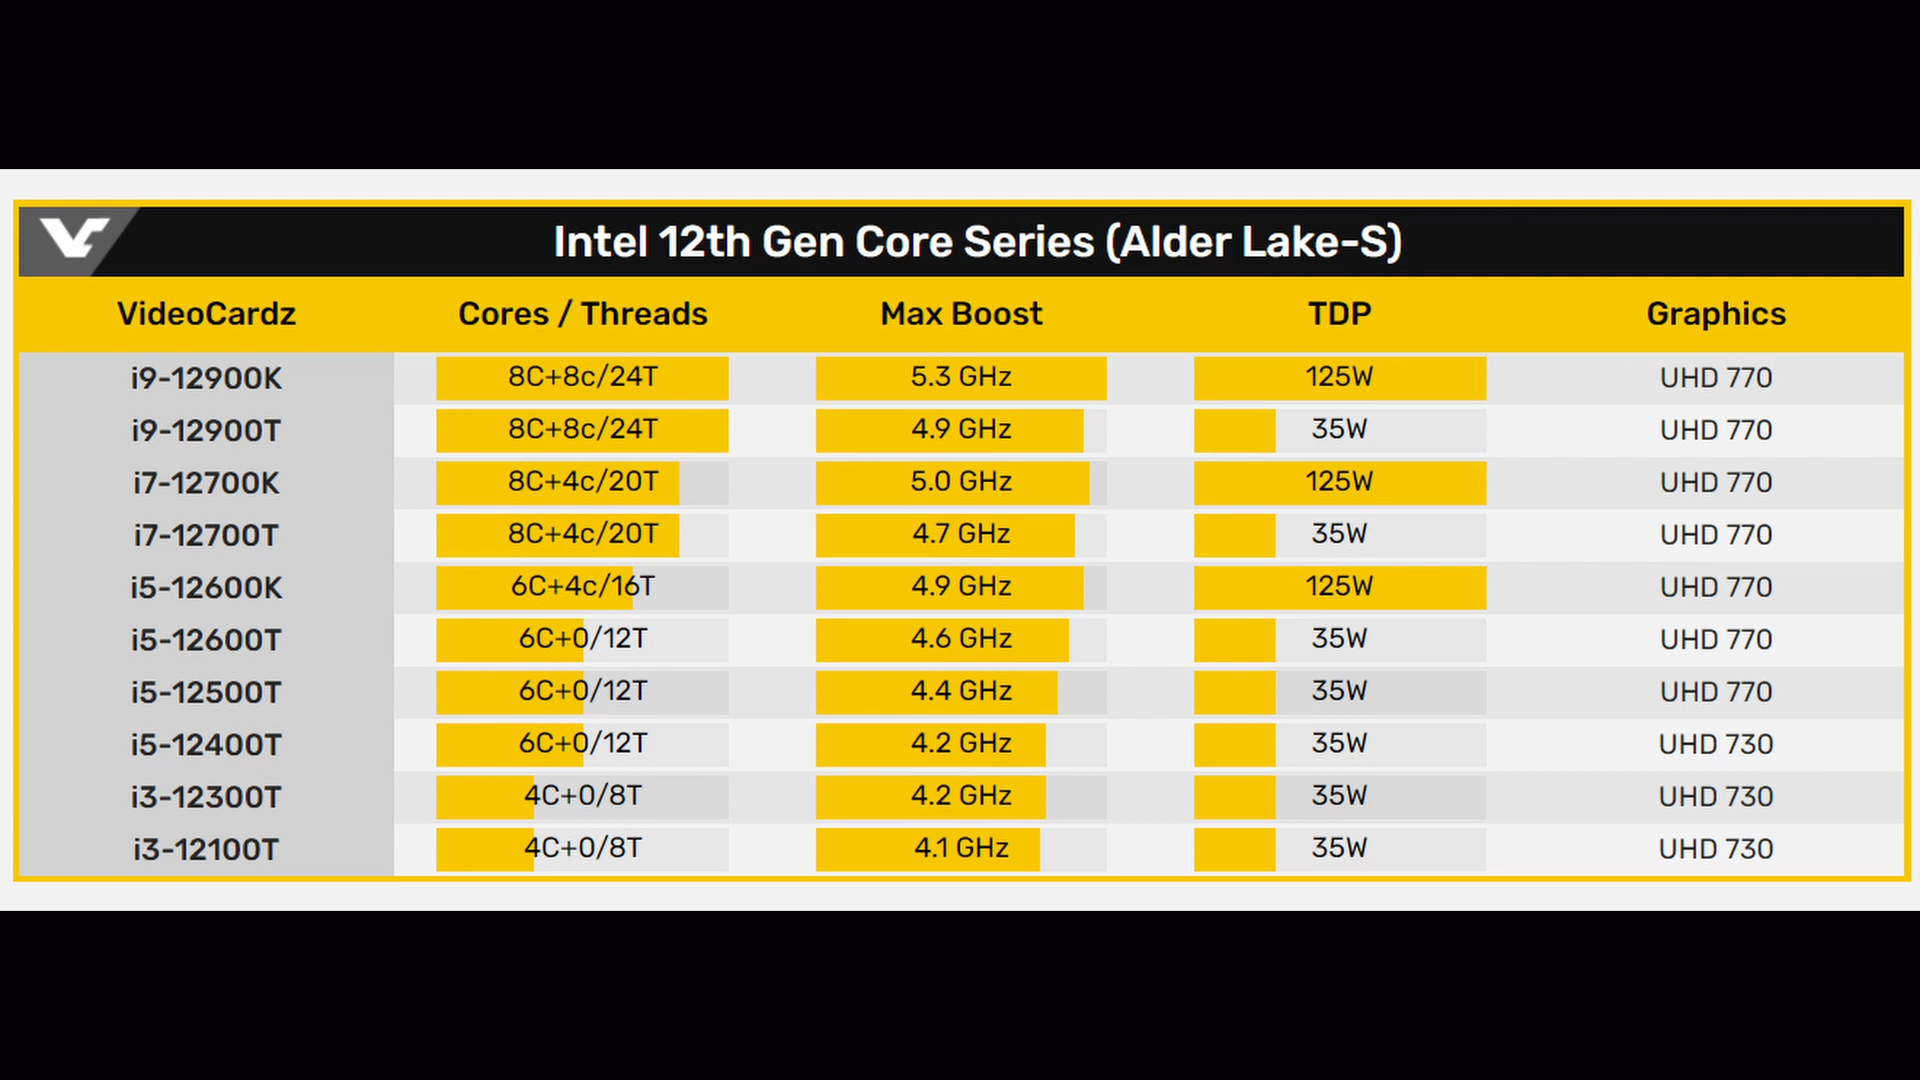 Intel 12th Gen Core Series (Alder Lake-S)
VideoCardz Cores / Threads Max Boost TDP Graphics
i9-12900K 8C+8c/24T 5.3 GHz 125W UHD 770
i9-12900T 8C+8c/24T 4.9 GHz 35W UHD 770
i7-12700K 8C+4c/20T 5.0 GHz 125W UHD 770
i7-12700T 8C+4c/20T 4.7 GHz 35W UHD 770
i5-12600K 6C+4c/16T 4.9 GHz 125W UHD 770
i5-12600T 6C+0/12T 4.6 GHz 35W UHD 770
i5-12500T 6C+0/12T 4.4 GHz 35W UHD 770
i5-12400T 6C+0/12T 4.2 GHz 35W UHD 730
i3-12300T 4C+0/8T 4.2 GHz 35W UHD 730
i3-12100T 4C+0/8T 4.1 GHz 35W UHD 730